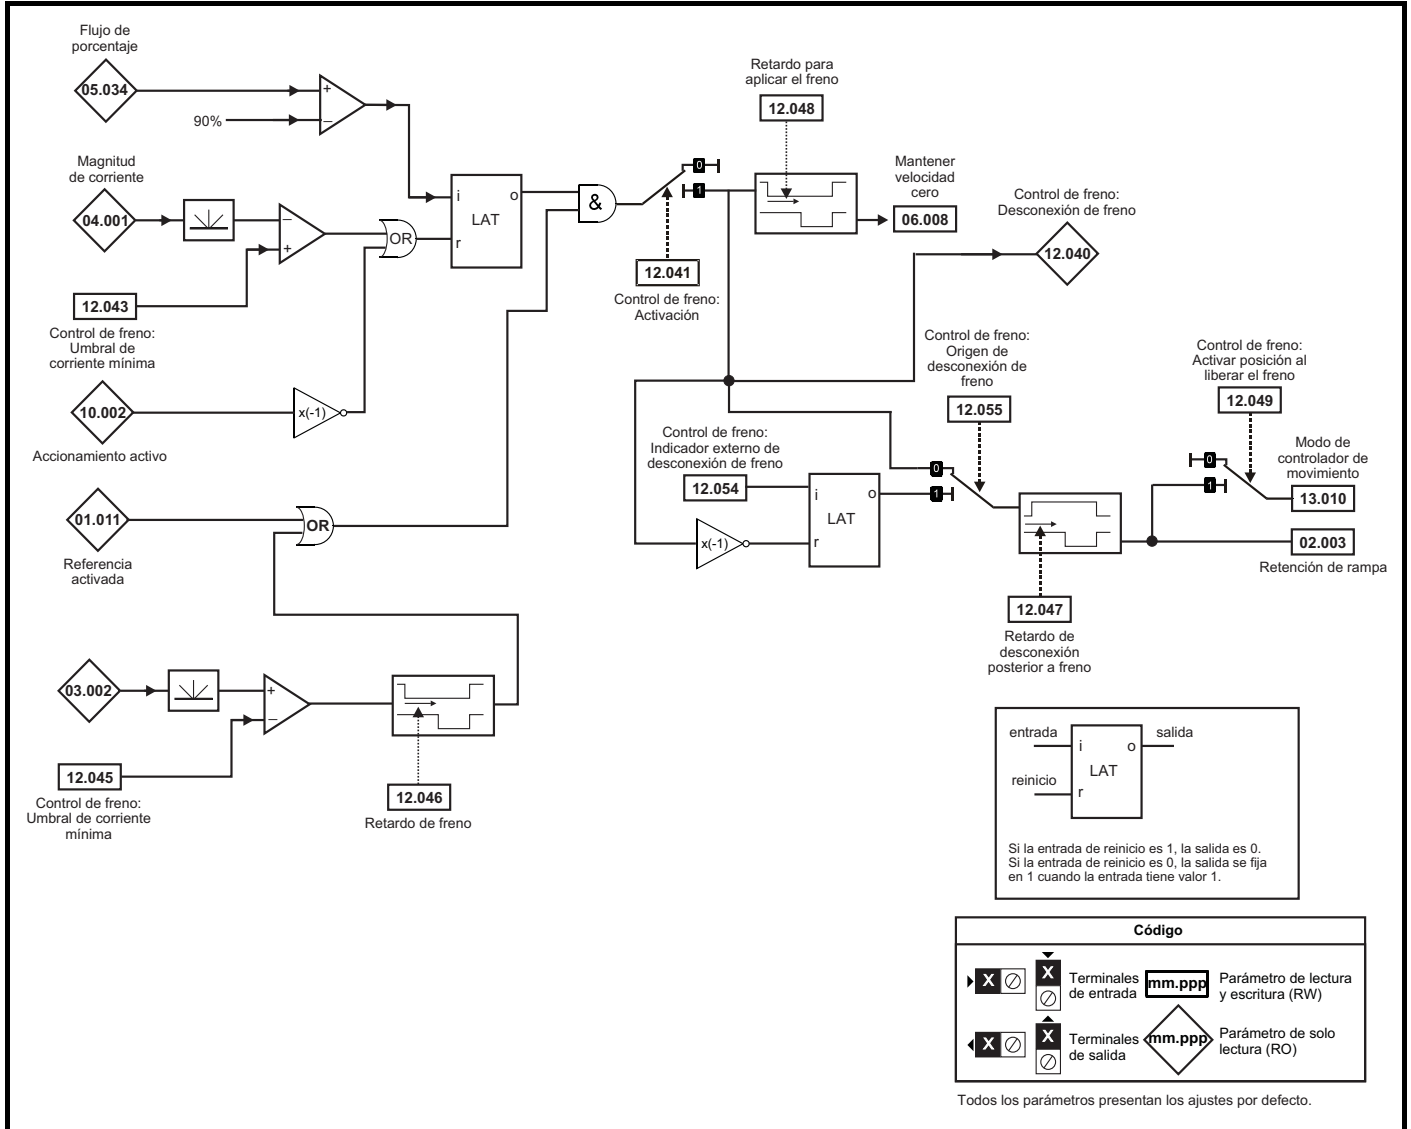 Flujo de
porcentaje
05.034
+
90%
–
Magnitud
de corriente
04.001
–
+
OR
i
o
LAT
r
&
0
1
12.041
Control de freno:
Activación
Retardo para
aplicar el freno
12.048
Mantener
velocidad
cero
06.008
Control de freno:
Desconexión de freno
12.040
12.043
Control de freno:
Umbral de
corriente mínima
10.002
Accionamiento activo
x(-1)
01.011
Referencia
activada
OR
Control de freno:
Indicador externo de
desconexión de freno
12.054
i
o
LAT
r
x(-1)
Control de freno:
Origen de
desconexión de
freno
12.055
0
1
12.047
Retardo de
desconexión
posterior a freno
Control de freno:
Activar posición al
liberar el freno
12.049
0
1
Modo de
controlador de
movimiento
13.010
02.003
Retención de rampa
03.002
+
–
12.045
Control de freno:
Umbral de corriente
mínima
12.046
Retardo de freno
entrada
i
o
salida
LAT
reinicio
r
Si la entrada de reinicio es 1, la salida es 0.
Si la entrada de reinicio es 0, la salida se fija
en 1 cuando la entrada tiene valor 1.
Código
X
X
Terminales
de entrada
mm.ppp
Parámetro de lectura
y escritura (RW)
X
X
Terminales
de salida
mm.ppp
Parámetro de solo
lectura (RO)
Todos los parámetros presentan los ajustes por defecto.